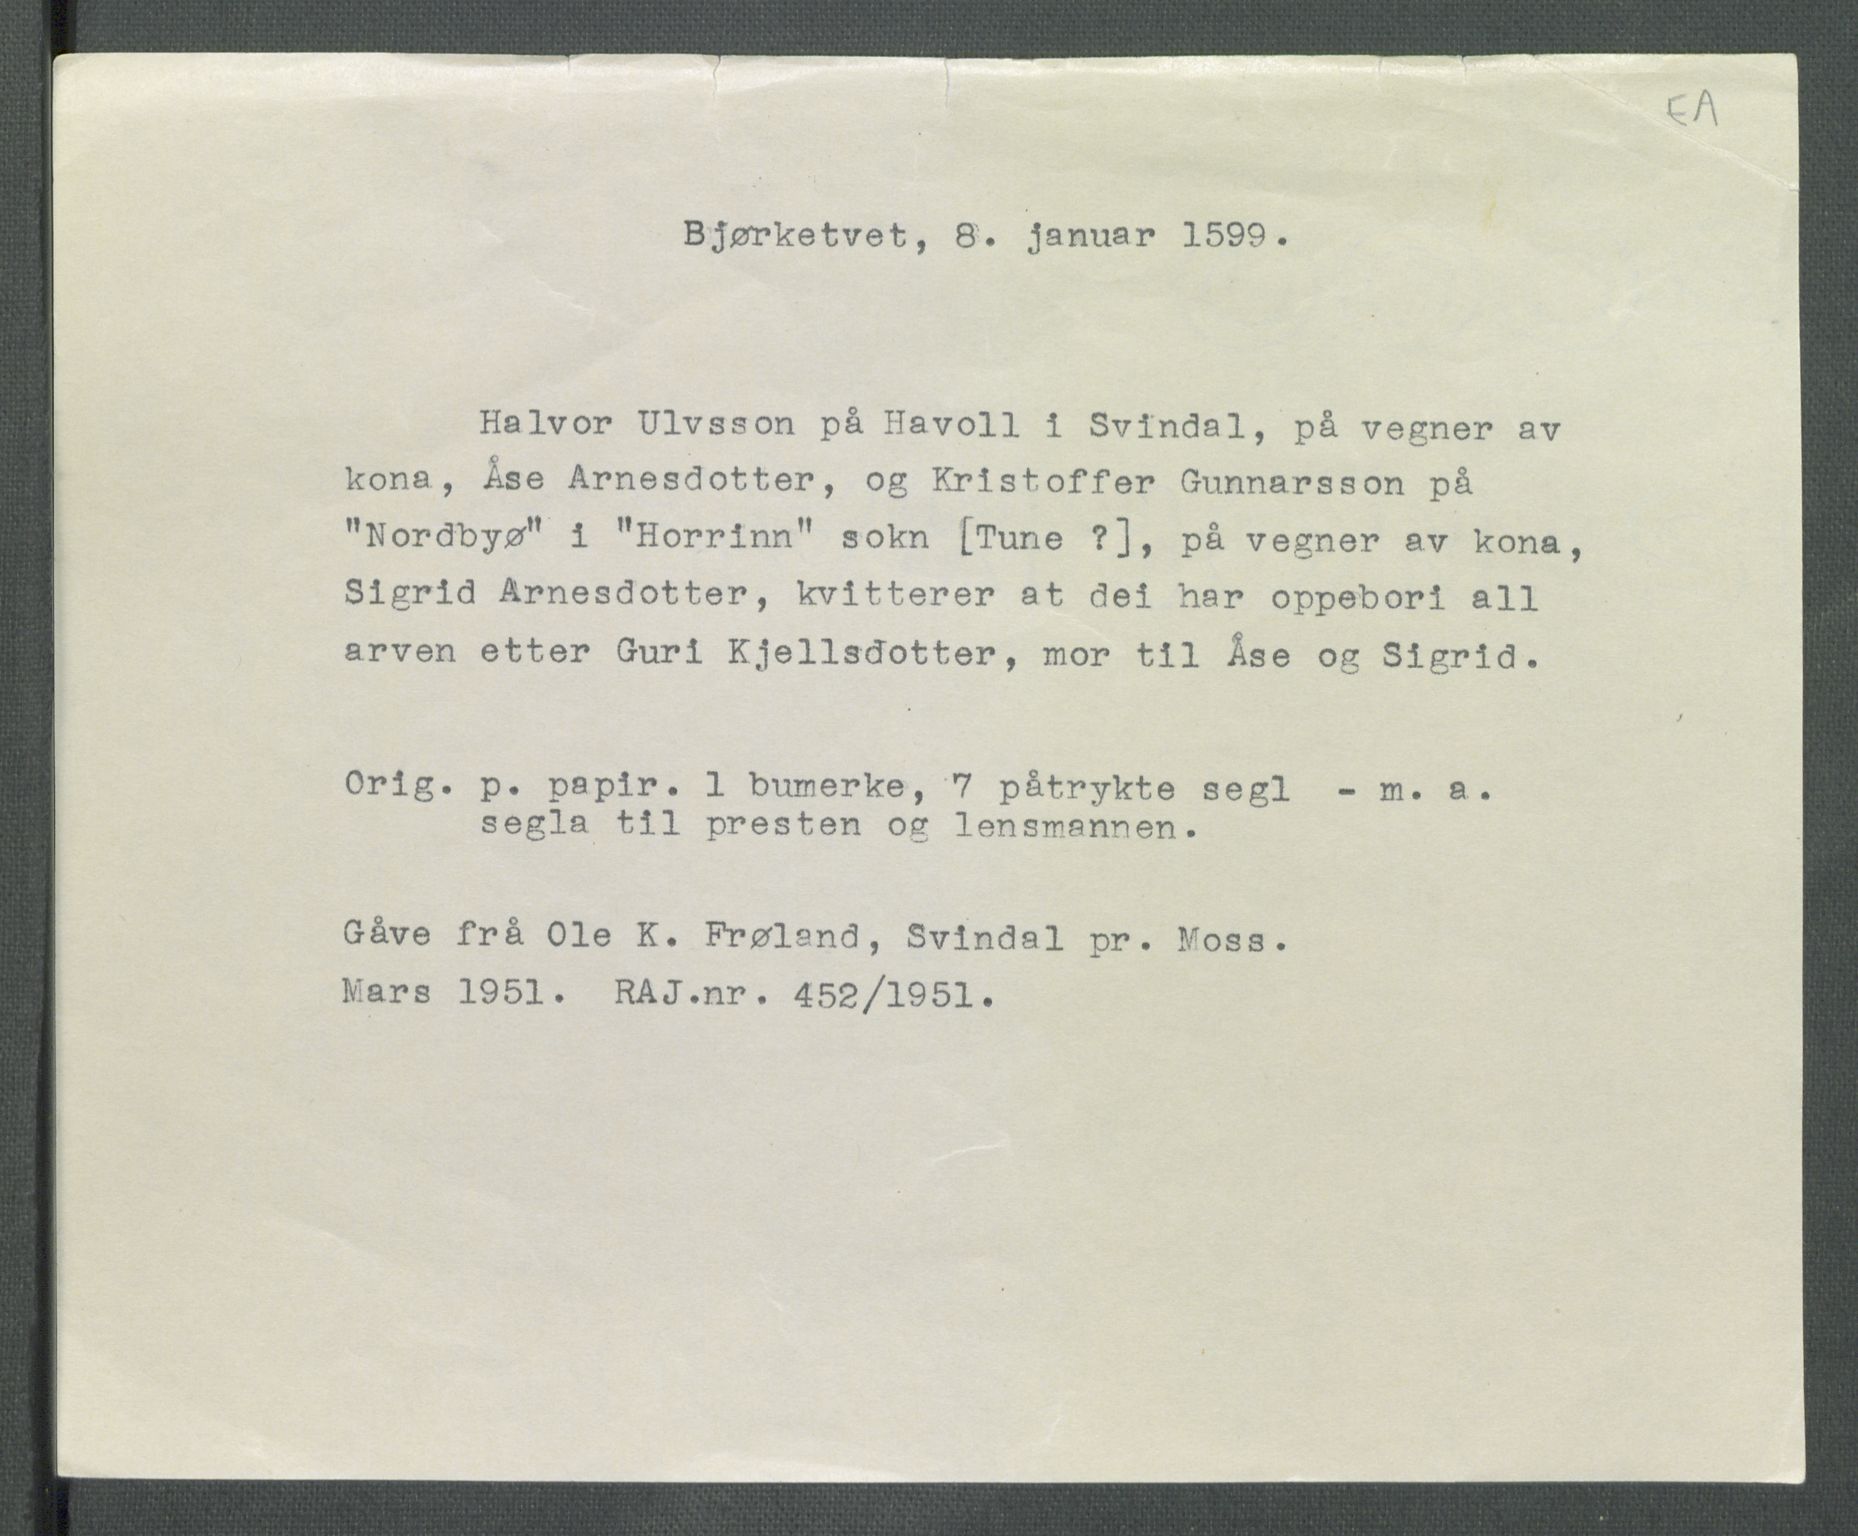 EA
Bjørketvet, 8. januar 1599.
Halvor Ulvsson på Havoll i Svindal, på vegner av
kona, Åse Arnesdotter, og Kristoffer Gunnarsson på
"Nordbyø" i "Horrinn" sokn [Tune ?], på vegner av kona,
Sigrid Arnesdotter, kvitterer at dei har oppebori all
arven etter Guri Kjellsdotter, mor til Åse og Sigrid.
Orig. p. papir. 1 bumerke, 7 påtrykte segl - m. a.
segla til presten og lensmannen.
Gåve frå Ole K. Frøland, Svindal pr. Moss.
Mars 1951. RAJ.nr. 452/1951.